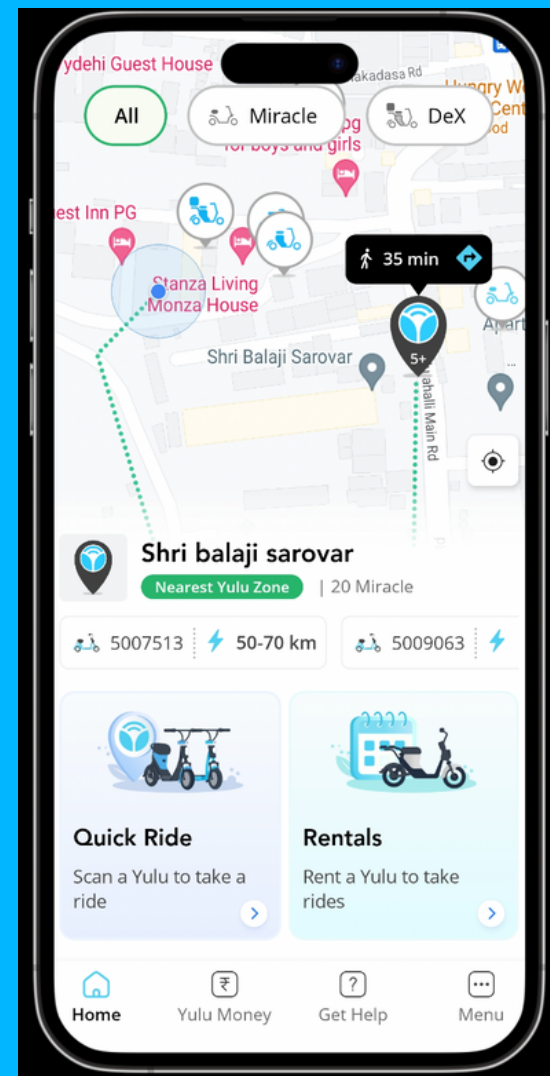 ydehi Guest House
akadasa Rd
All
Miracle
DeX
for boys and girls
est Inn PG
35 min
Stanza Living
Monza House
5+
Shri Balaji Sarovar
ahalli Main Rd
Shri balaji sarovar
Nearest Yulu Zone | 20 Miracle
5007513 50-70 km 5009063
Quick Ride
Rentals
Scan a Yulu to take a
ride
Rent a Yulu to take
rides
Home
Yulu Money
Get Help
Menu